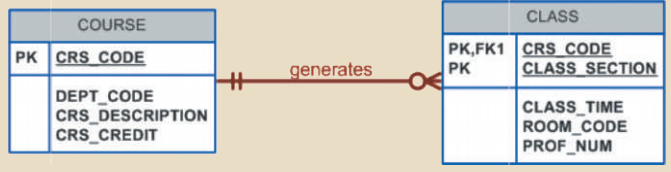 COURSE
PK CRS_CODE
DEPT_CODE
CRS_DESCRIPTION
CRS_CREDIT
generates
CLASS
PK,FK1 CRS_CODE
PK CLASS_SECTION
CLASS_TIME
ROOM_CODE
PROF_NUM